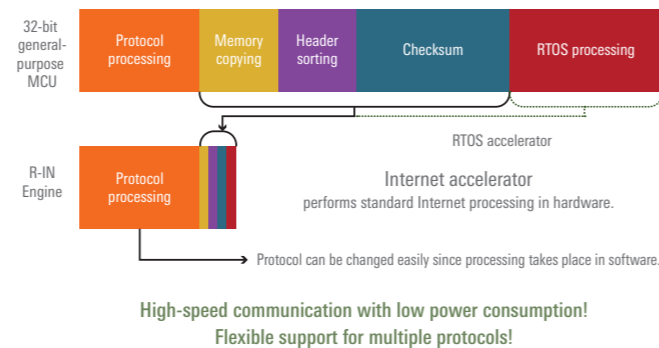 32-bit
general-
purpose
MCU
Protocol
processing
Memory
copying
Header
sorting
Checksum
RTOS processing
RTOS accelerator
R-IN
Engine
Protocol
processing
Internet accelerator
performs standard Internet processing in hardware.
Protocol can be changed easily since processing takes place in software.
High-speed communication with low power consumption!
Flexible support for multiple protocols!